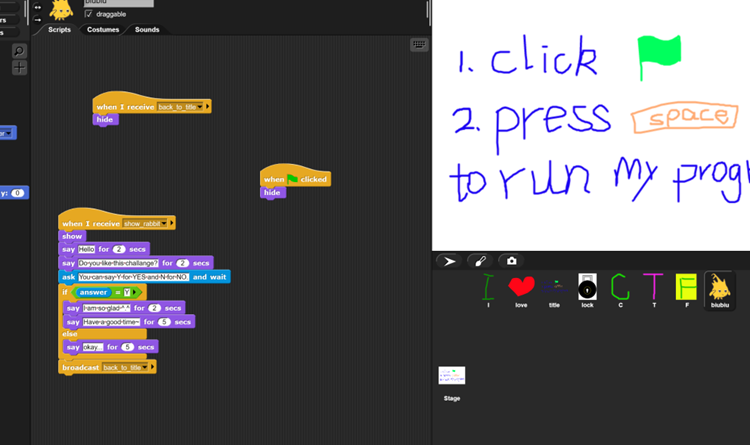 biubiu
draggable
Scripts Costumes Sounds
when I receive back_to_title
hide
when clicked
hide
when I receive show_rabbit
show
say Hello for 2 secs
say Do-you-like-this-challange? for 2 secs
ask You-can-say-Y-for-YES-and-N-for-NO. and wait
if answer = Y
say I-am-so-glad-^.^ for 2 secs
say Have-a-good-time~ for 5 secs
else
say okay... for 5 secs
broadcast back_to_title
y: 0
1. click
2. press space
to run my progr
I love title lock C T F biubiu
I C T F
Stage